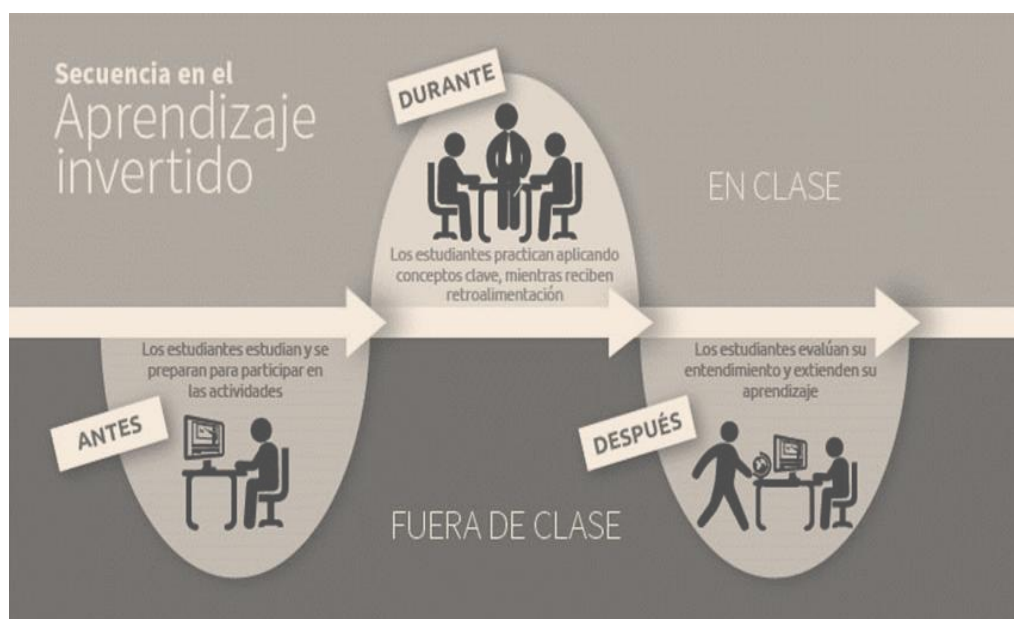 Secuencia en el
Aprendizaje
invertido
DURANTE
EN CLASE
Los estudiantes practican aplicando
conceptos clave, mientras reciben
retroalimentación
Los estudiantes estudian y se
preparan para participar en
las actividades
ANTES
Los estudiantes evalúan su
entendimiento y extienden su
aprendizaje
DESPUÉS
FUERA DE CLASE